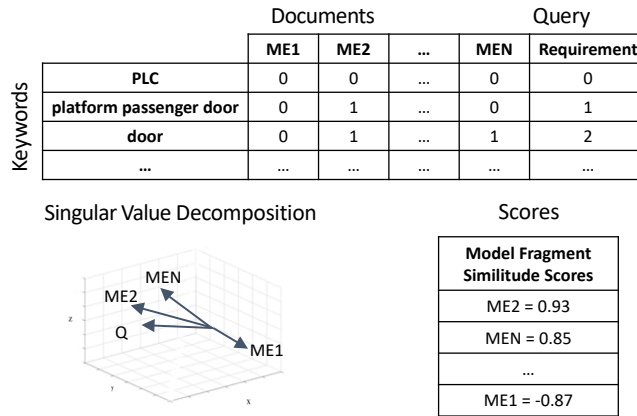 Documents Query
ME1 ME2 ... MEN Requirement
Keywords
PLC 0 0 ... 0 0
platform passenger door 0 1 ... 0 1
door 0 1 ... 1 2
... ... ... ... ... ...
Singular Value Decomposition
MEN
ME2
Q
ME1
z
y
x
Scores
Model Fragment
Similitude Scores
ME2 = 0.93
MEN = 0.85
...
ME1 = -0.87